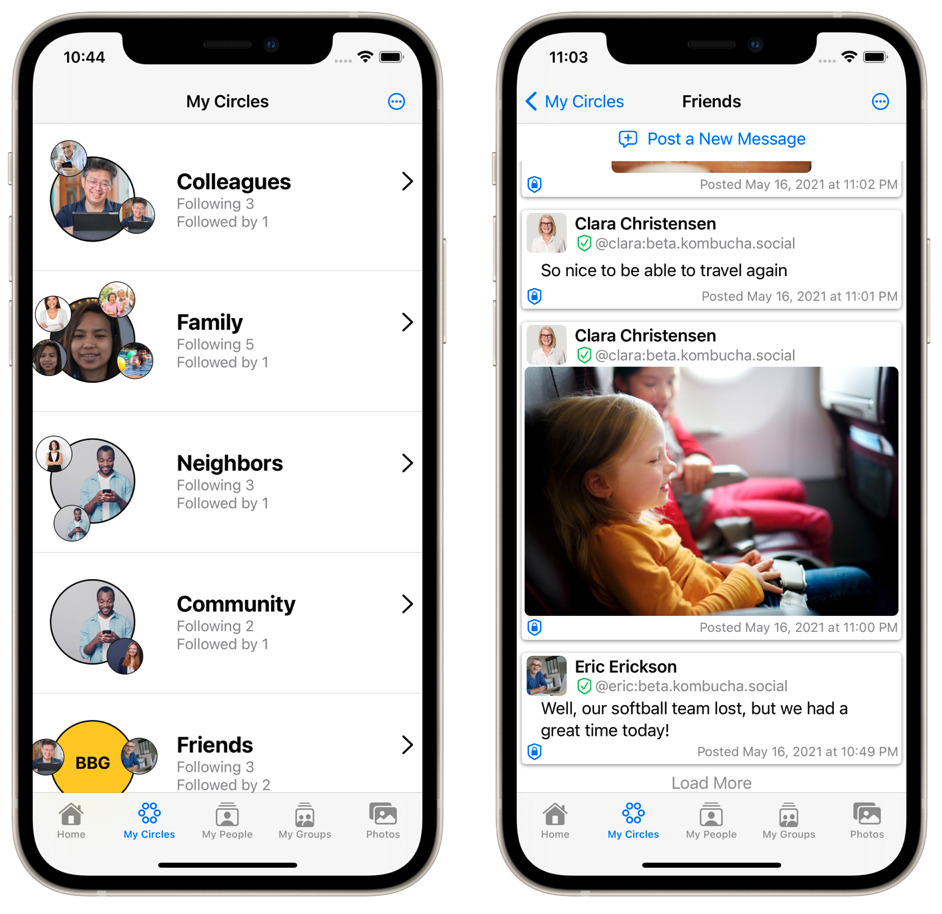 10:44
My Circles
Colleagues
Following 3
Followed by 1
Family
Following 5
Followed by 1
Neighbors
Following 3
Followed by 1
Community
Following 2
Followed by 1
BBG
Friends
Following 3
Followed by 2
Home
My Circles
My People
My Groups
Photos
11:03
My Circles
Friends
Post a New Message
Posted May 16, 2021 at 11:02 PM
Clara Christensen
@clara:beta.kombucha.social
So nice to be able to travel again
Posted May 16, 2021 at 11:01 PM
Clara Christensen
@clara:beta.kombucha.social
Posted May 16, 2021 at 11:00 PM
Eric Erickson
@eric:beta.kombucha.social
Well, our softball team lost, but we had a
great time today!
Posted May 16, 2021 at 10:49 PM
Load More
Home
My Circles
My People
My Groups
Photos